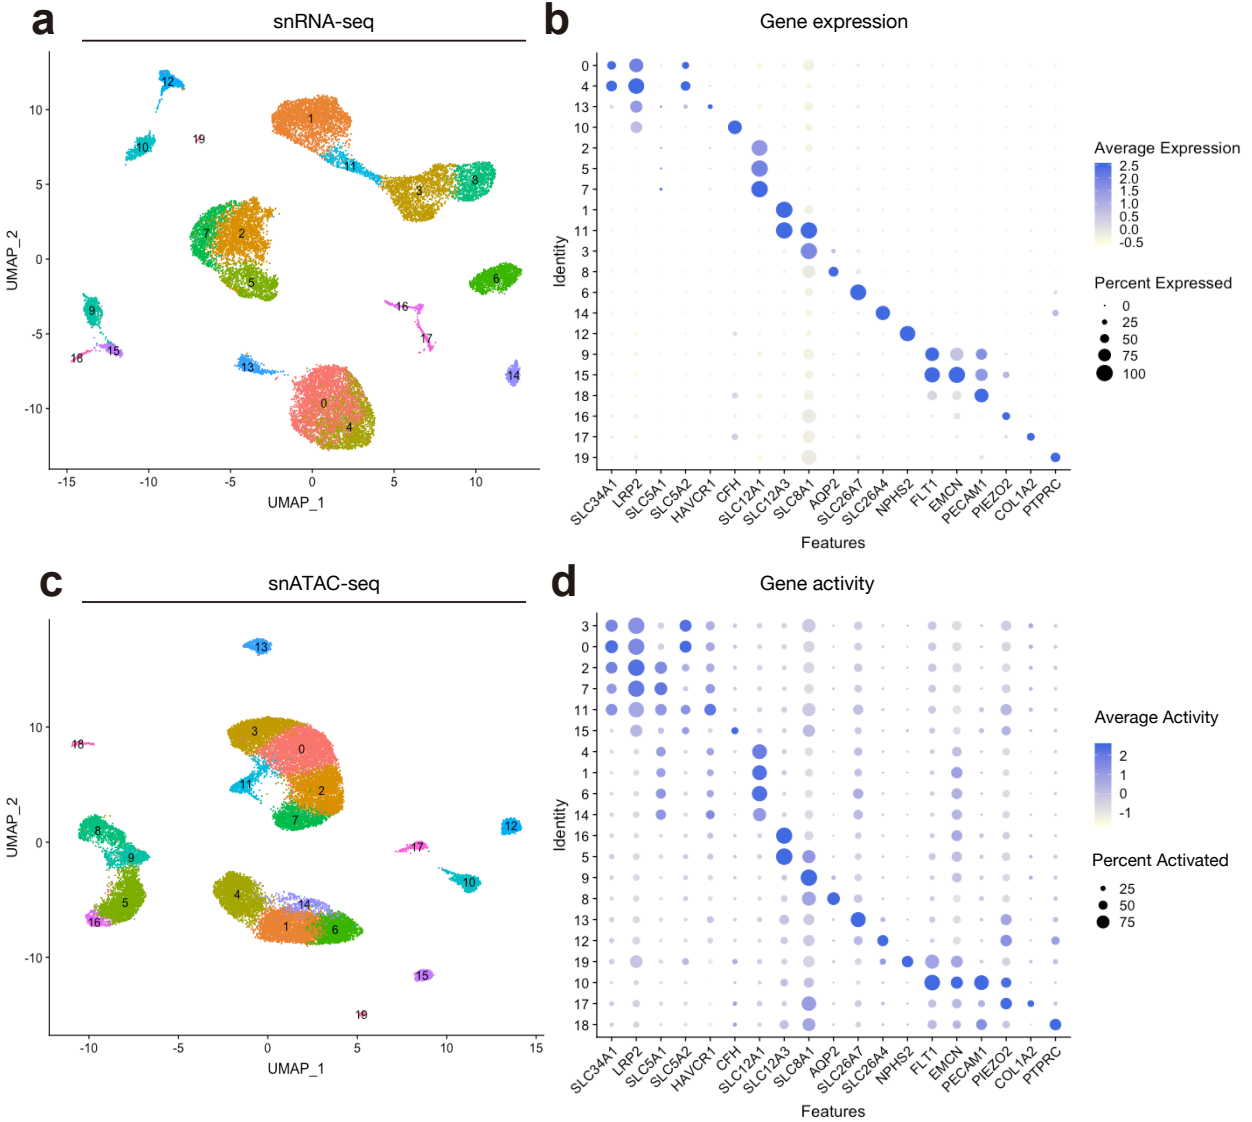 a
snRNA-seq
12
10
19
1
11
3
8
7
2
5
6
9
18
15
16
17
13
14
0
4
10
5
0
-5
-10
-15
-10
-5
0
5
10
UMAP_1
UMAP_2
b
Gene expression
0
4
13
10
2
5
7
1
11
3
8
6
14
12
9
15
18
16
17
19
Identity
SLC34A1
LRP2
SLC5A1
SLC5A2
HAVCR1
CFH
SLC12A1
SLC12A3
SLC8A1
AQP2
SLC26A7
SLC26A4
NPHS2
FLT1
EMCN
PECAM1
PIEZO2
COL1A2
PTPRC
Features
Average Expression
2.5
2.0
1.5
1.0
0.5
0.0
-0.5
Percent Expressed
0
25
50
75
100
c
snATAC-seq
13
18
3
0
11
2
7
8
9
5
16
12
17
10
4
14
1
6
15
19
10
0
-10
-10
-5
0
5
10
15
UMAP_1
UMAP_2
d
Gene activity
3
0
2
7
11
15
4
1
6
14
16
5
9
8
13
12
19
10
17
18
Identity
SLC34A1
LRP2
SLC5A1
SLC5A2
HAVCR1
CFH
SLC12A1
SLC12A3
SLC8A1
AQP2
SLC26A7
SLC26A4
NPHS2
FLT1
EMCN
PECAM1
PIEZO2
COL1A2
PTPRC
Features
Average Activity
2
1
0
-1
Percent Activated
25
50
75